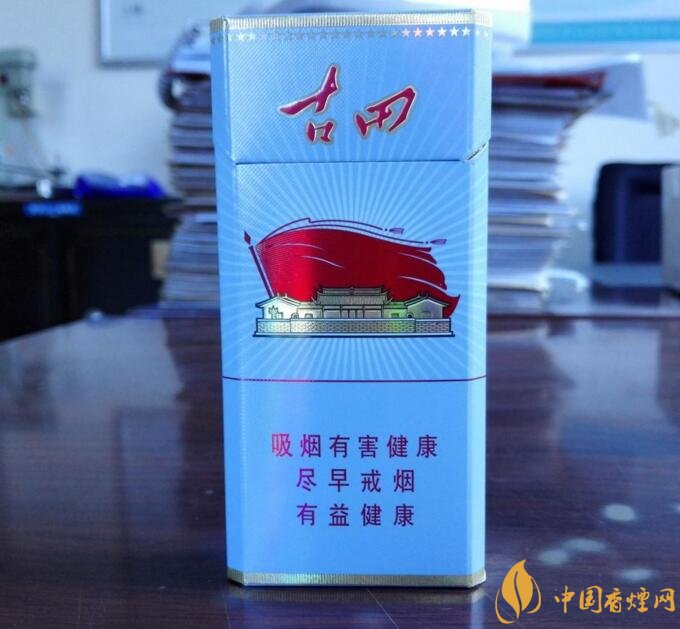 古田
吸烟有害健康
尽早戒烟
有益健康
中国香煙网